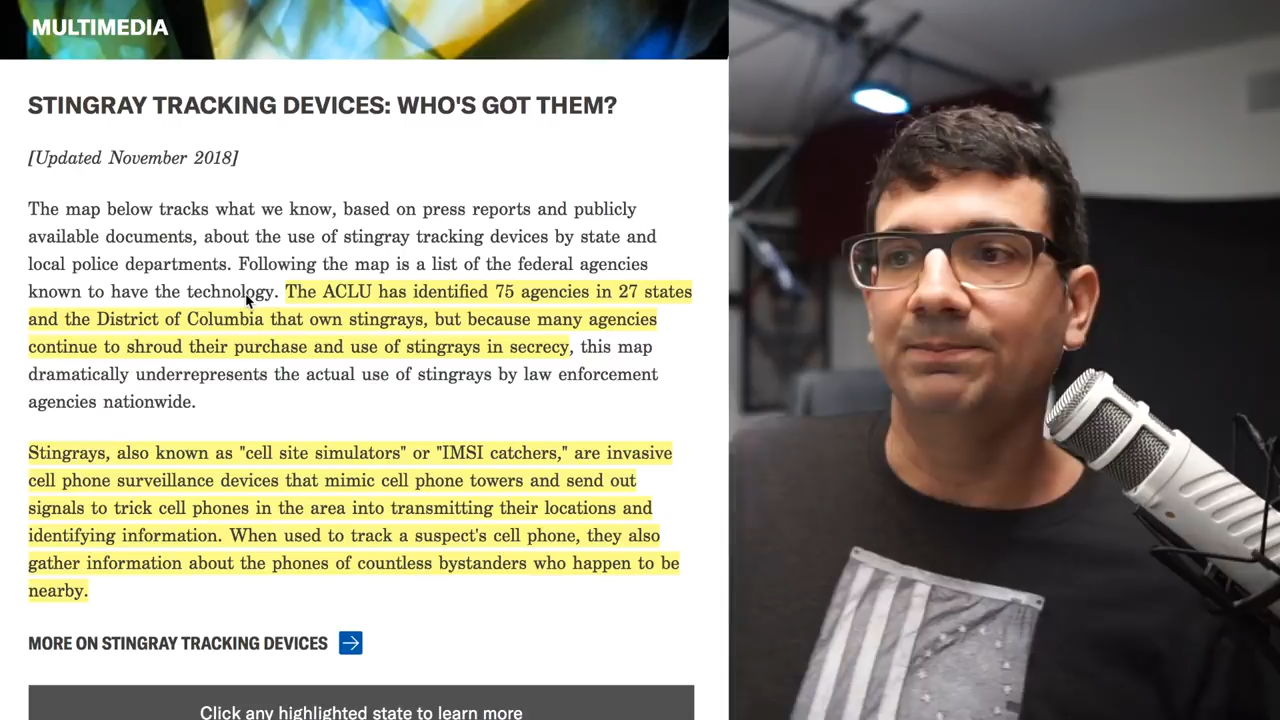 MULTIMEDIA
STINGRAY TRACKING DEVICES: WHO'S GOT THEM?
[Updated November 2018]
The map below tracks what we know, based on press reports and publicly
available documents, about the use of stingray tracking devices by state and
local police departments. Following the map is a list of the federal agencies
known to have the technology. The ACLU has identified 75 agencies in 27 states
and the District of Columbia that own stingrays, but because many agencies
continue to shroud their purchase and use of stingrays in secrecy, this map
dramatically underrepresents the actual use of stingrays by law enforcement
agencies nationwide.
Stingrays, also known as "cell site simulators" or "IMSI catchers," are invasive
cell phone surveillance devices that mimic cell phone towers and send out
signals to trick cell phones in the area into transmitting their locations and
identifying information. When used to track a suspect's cell phone, they also
gather information about the phones of countless bystanders who happen to be
nearby.
MORE ON STINGRAY TRACKING DEVICES
Click any highlighted state to learn more